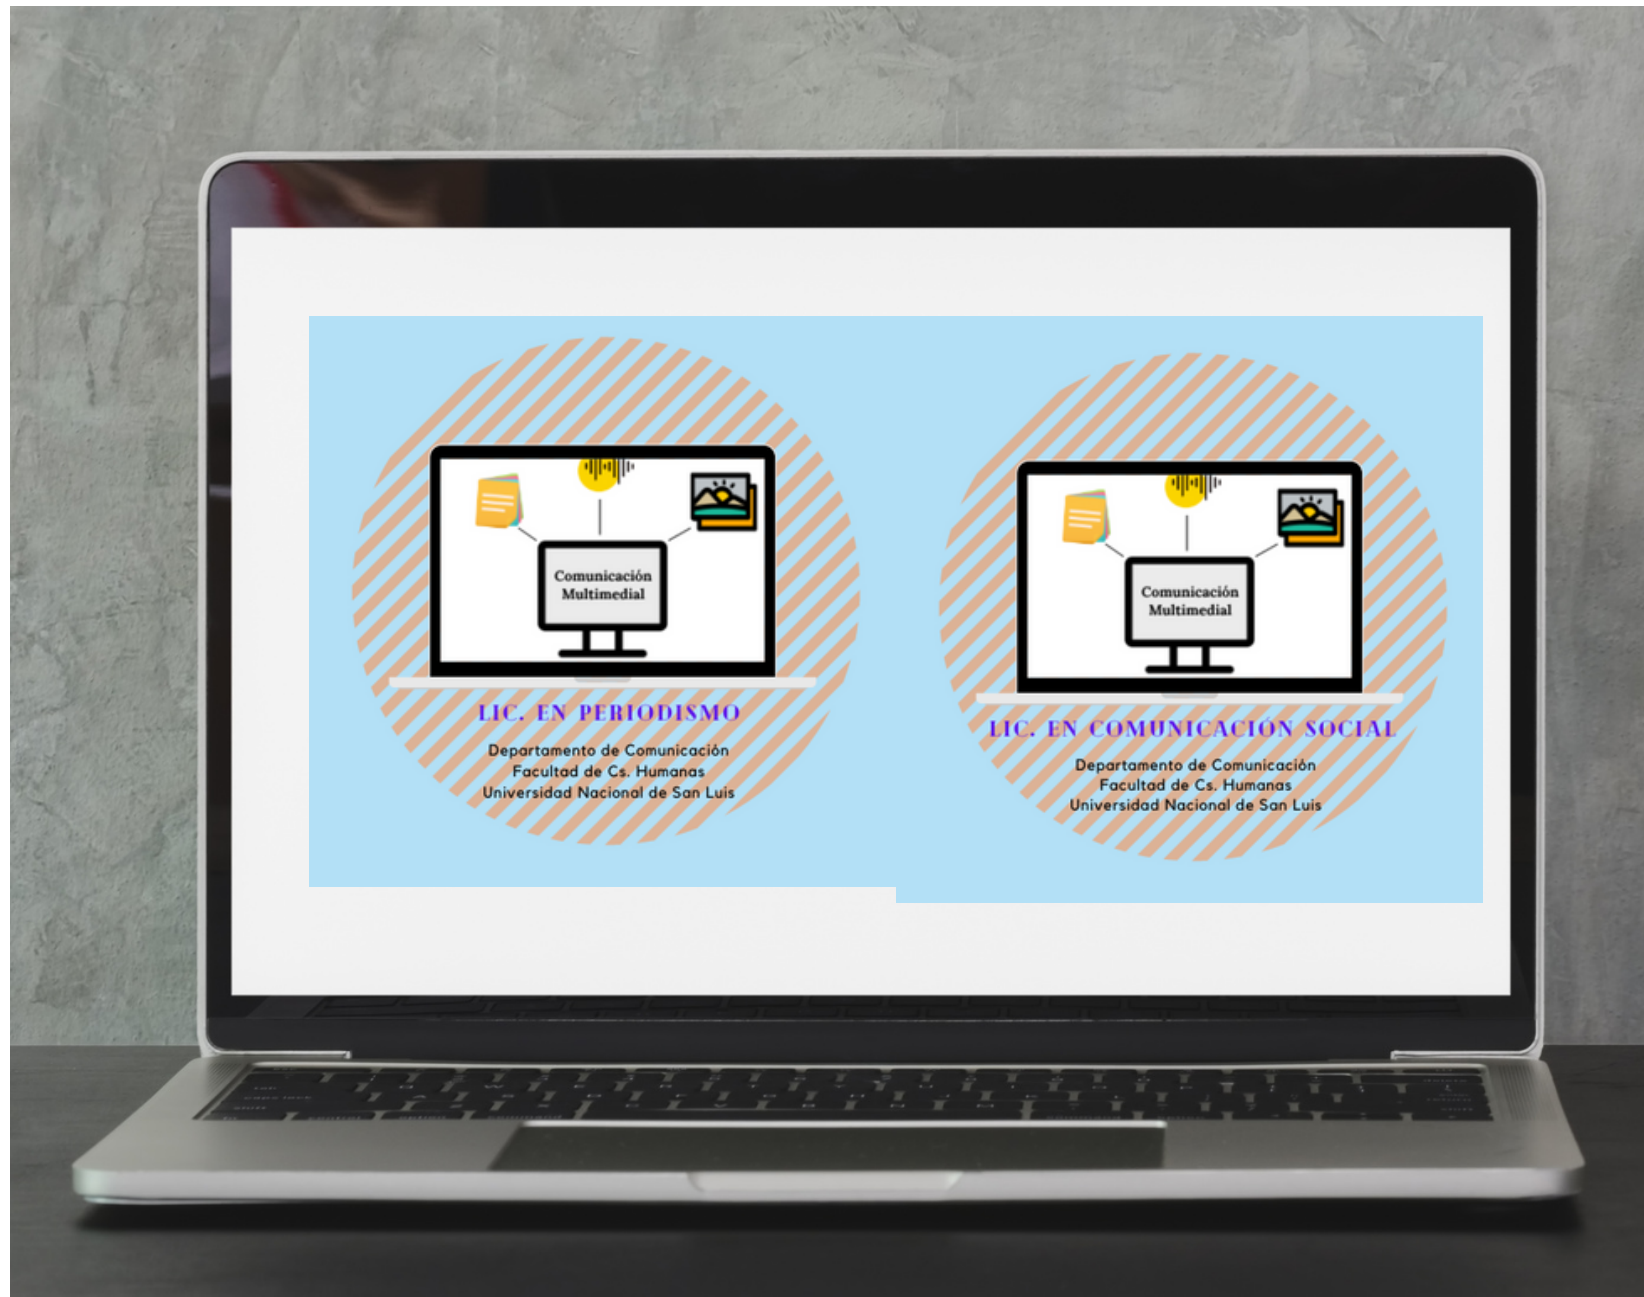 Comunicación
Multimedial
LIC. EN PERIODISMO
Departamento de Comunicación
Facultad de Cs. Humanas
Universidad Nacional de San Luis
Comunicación
Multimedial
LIC. EN COMUNICACIÓN SOCIAL
Departamento de Comunicación
Facultad de Cs. Humanas
Universidad Nacional de San Luis